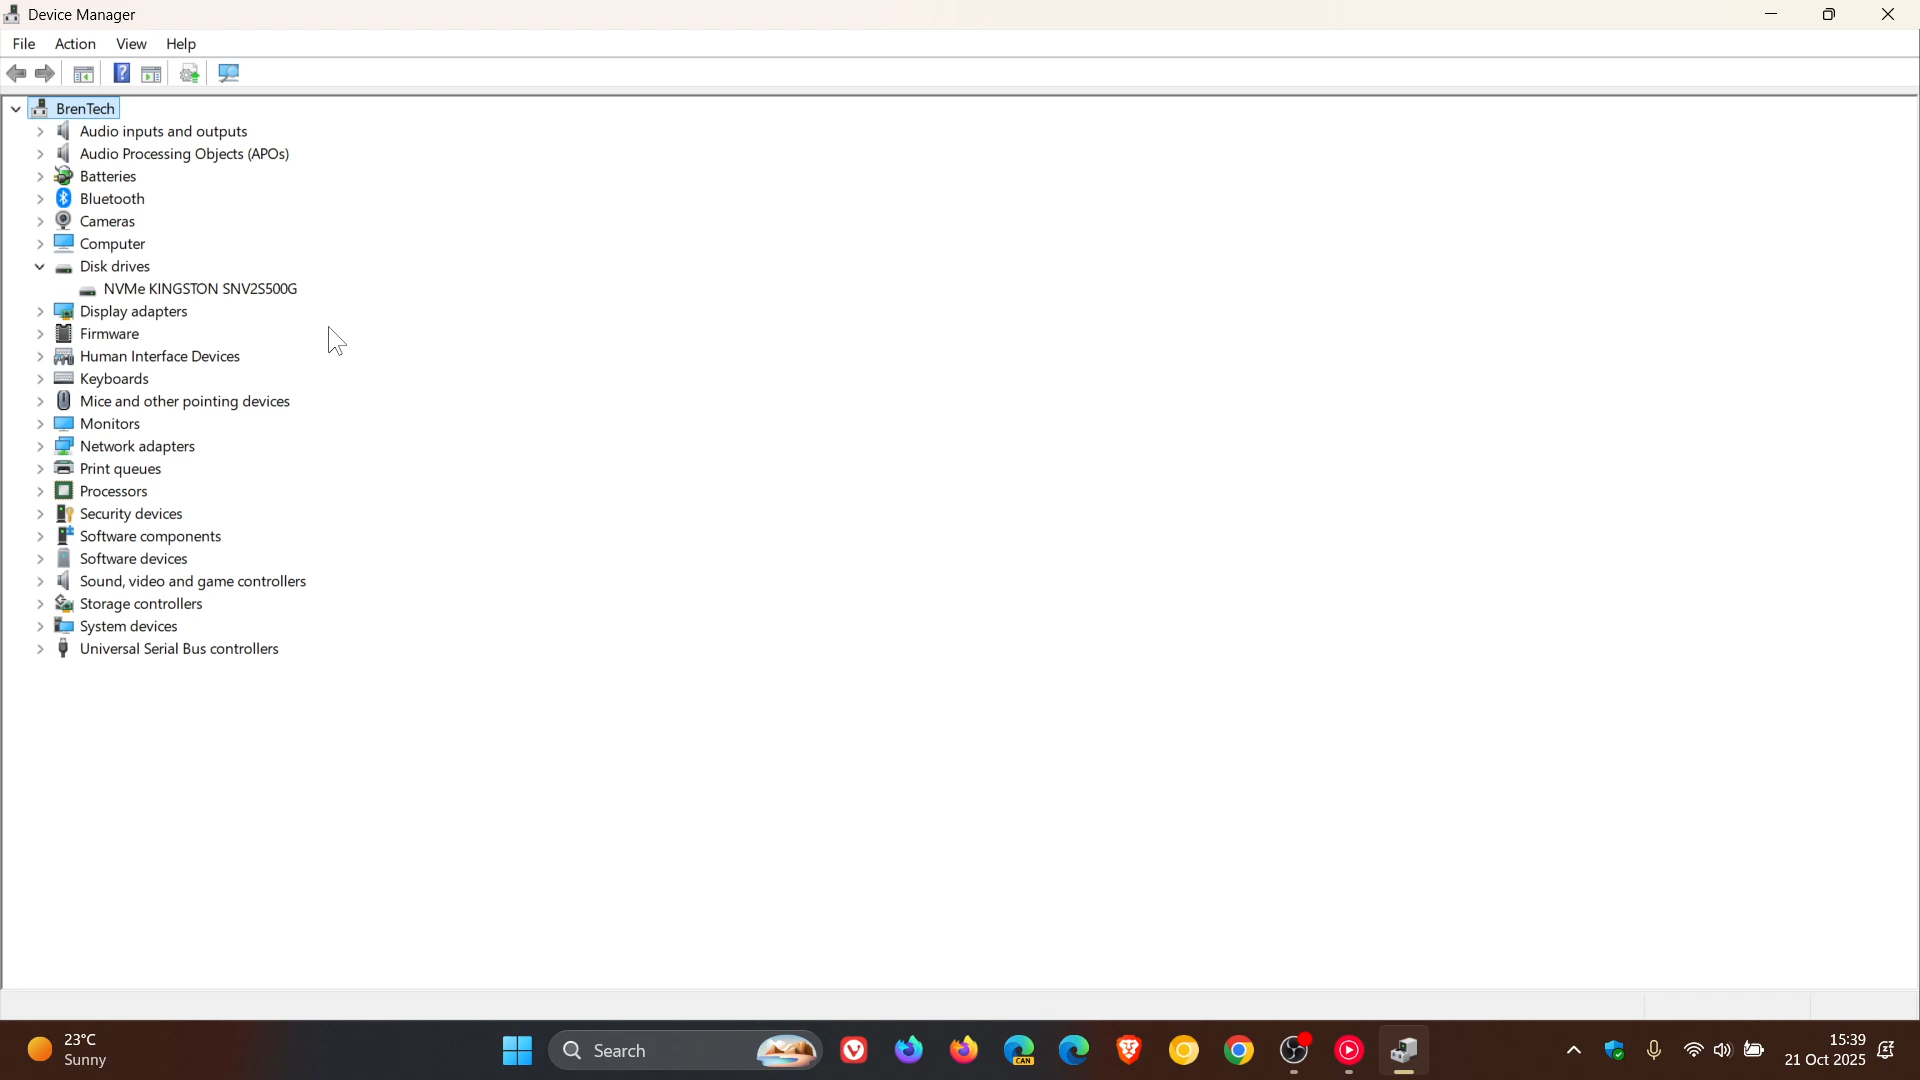 Device Manager
File Action View Help
BrenTech
Audio inputs and outputs
Audio Processing Objects (APOs)
Batteries
Bluetooth
Cameras
Computer
Disk drives
NVMe KINGSTON SNV2S500G
Display adapters
Firmware
Human Interface Devices
Keyboards
Mice and other pointing devices
Monitors
Network adapters
Print queues
Processors
Security devices
Software components
Software devices
Sound, video and game controllers
Storage controllers
System devices
Universal Serial Bus controllers
23°C
Sunny
Search
CAN
15:39
21 Oct 2025